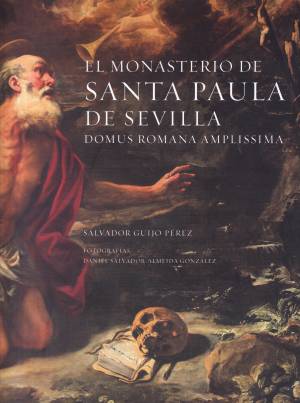 EL MONASTERIO DE
SANTA PAULA
DE SEVILLA
DOMUS ROMANA AMPLISSIMA
SALVADOR GUIJO PÉREZ
FOTOGRAFÍAS
DANIEL SALVADOR ALMEIDA GONZÁLEZ